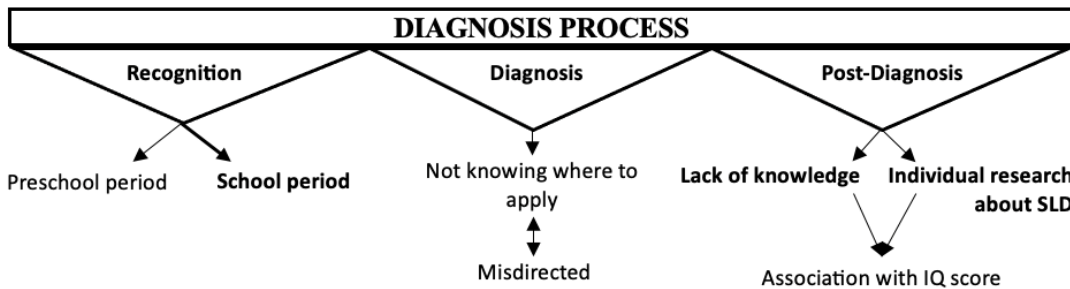 DIAGNOSIS PROCESS
Recognition
Diagnosis
Post-Diagnosis
Preschool period
School period
Not knowing where to
apply
Misdirected
Lack of knowledge
Individual research
about SLD
Association with IQ score